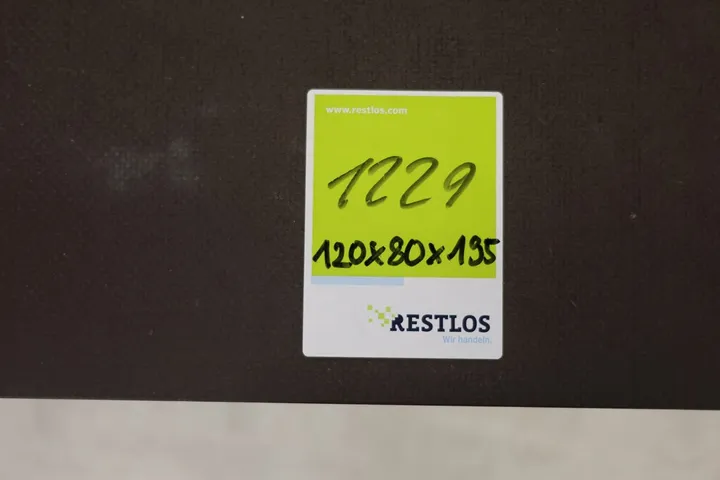 www.restlos.com
1229
120x80x195
RESTLOS
Wir handeln.